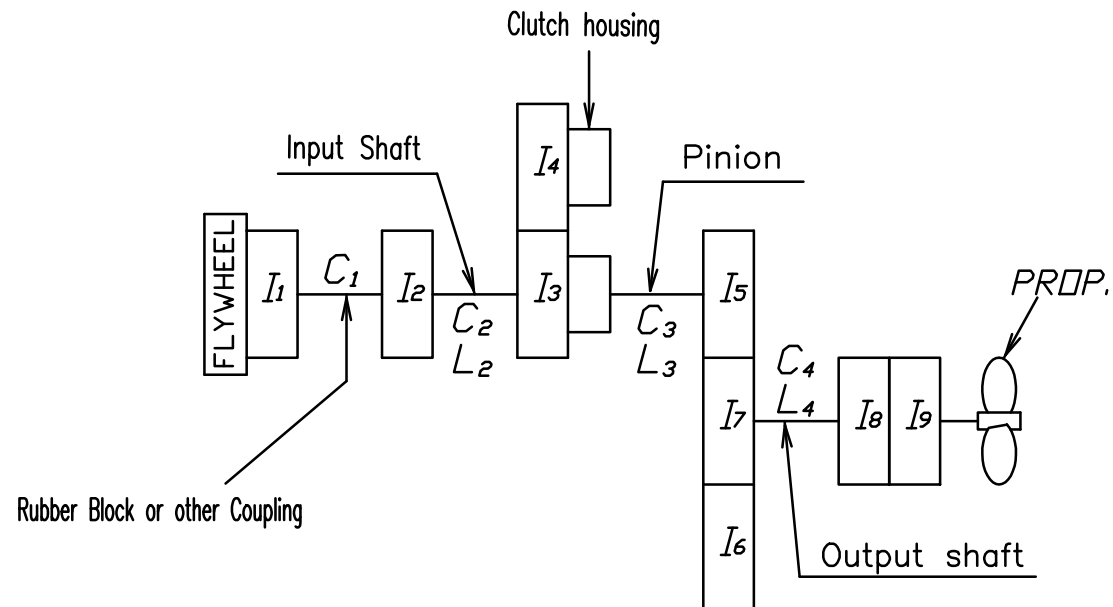 Clutch housing
Input Shaft
Pinion
I4
FLYWHEEL
I1
C1
I2
C2
L2
I3
C3
L3
I5
PROP.
C4
L4
I7
I8
I9
Rubber Block or other Coupling
I6
Output shaft